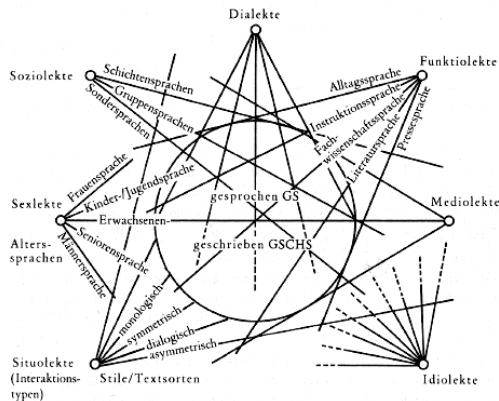 Dialekte
Soziolekte
Funktiolekte
Schichtensprachen
Gruppensprachen
Sondersprachen
Alltagssprache
Instruktionssprache
Fach-
wissenschaftssprache
Literatursprache
Pressesprache
Frauensprache
Kinder-/Jugendsprache
Sexlekte
Erwachsenen-
Alters-
sprachen
Seniorensprache
Männersprache
gesprochen GS
geschrieben GSCHS
Mediolekte
monologisch
symmetrisch
dialogisch
asymmetrisch
Situolekte
(Interaktions-
typen)
Stile/Textsorten
Idiolekte